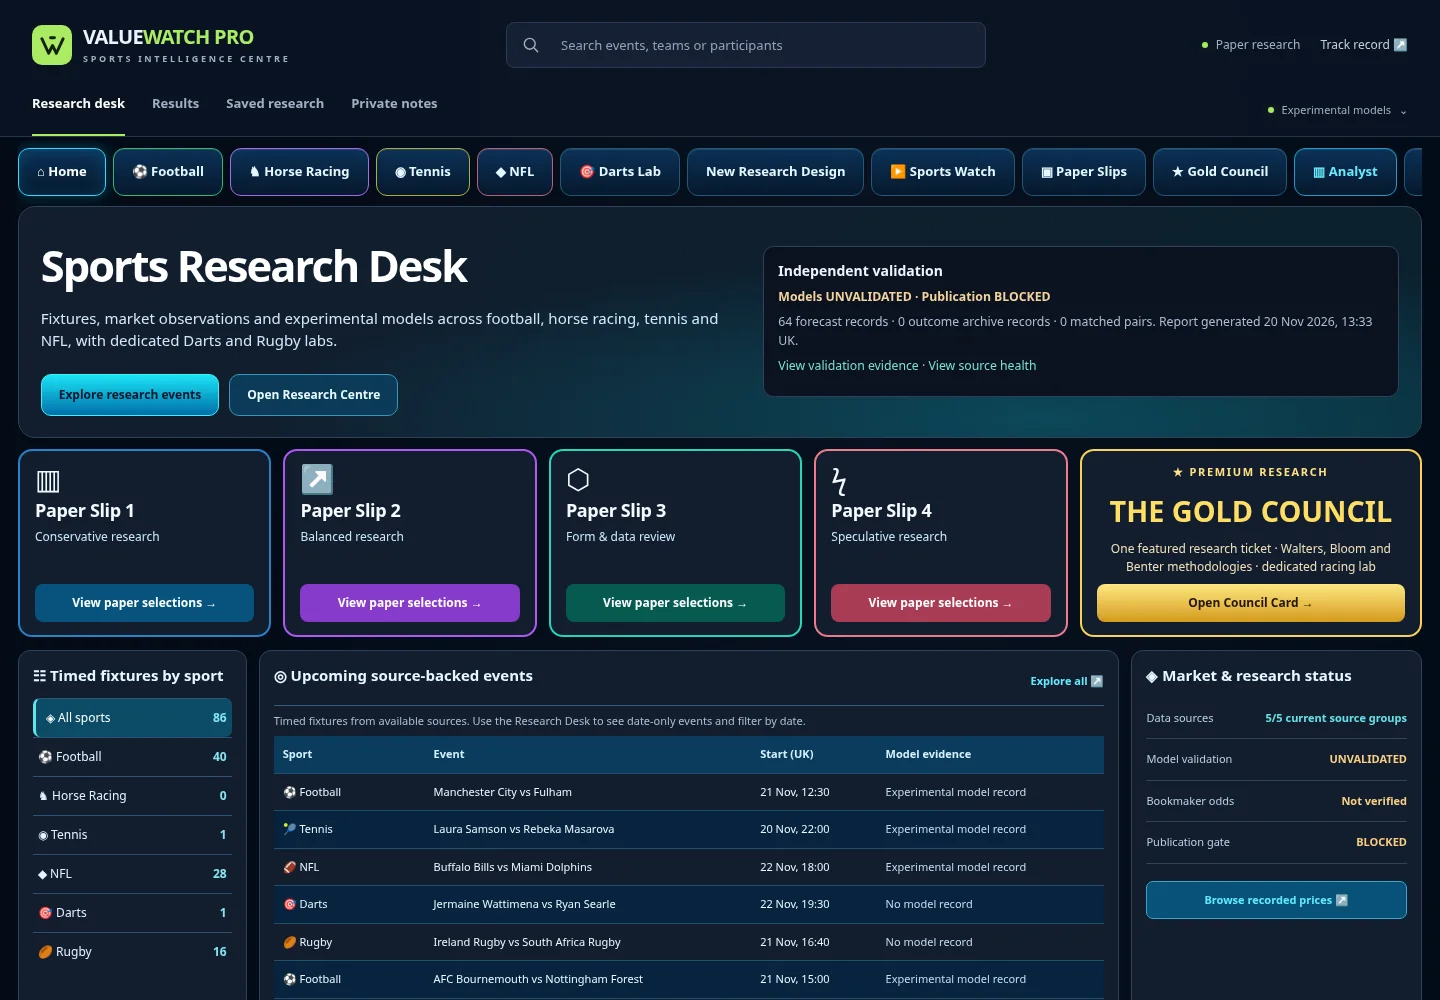 VALUEWATCH PRO
SPORTS INTELLIGENCE CENTRE
Search events, teams or participants
Paper research
Track record ↗
Research desk
Results
Saved research
Private notes
Experimental models ⌄
⌂ Home
⚽ Football
♞ Horse Racing
◉ Tennis
◆ NFL
🎯 Darts Lab
New Research Design
▶️ Sports Watch
▣ Paper Slips
★ Gold Council
▥ Analyst
Sports Research Desk
Fixtures, market observations and experimental models across football, horse racing, tennis and
NFL, with dedicated Darts and Rugby labs.
Explore research events
Open Research Centre
Independent validation
Models UNVALIDATED · Publication BLOCKED
64 forecast records · 0 outcome archive records · 0 matched pairs. Report generated 20 Nov 2026, 13:33
UK.
View validation evidence · View source health
Paper Slip 1
Conservative research
View paper selections →
Paper Slip 2
Balanced research
View paper selections →
Paper Slip 3
Form & data review
View paper selections →
Paper Slip 4
Speculative research
View paper selections →
★ PREMIUM RESEARCH
THE GOLD COUNCIL
One featured research ticket · Walters, Bloom and
Benter methodologies · dedicated racing lab
Open Council Card →
☷ Timed fixtures by sport
◈ All sports 86
⚽ Football 40
♞ Horse Racing 0
◉ Tennis 1
◆ NFL 28
🎯 Darts 1
🏉 Rugby 16
◎ Upcoming source-backed events
Explore all ↗
Timed fixtures from available sources. Use the Research Desk to see date-only events and filter by date.
Sport Event Start (UK) Model evidence
⚽ Football Manchester City vs Fulham 21 Nov, 12:30 Experimental model record
🎾 Tennis Laura Samson vs Rebeka Masarova 20 Nov, 22:00 Experimental model record
🏈 NFL Buffalo Bills vs Miami Dolphins 22 Nov, 18:00 Experimental model record
🎯 Darts Jermaine Wattimena vs Ryan Searle 22 Nov, 19:30 No model record
🏉 Rugby Ireland Rugby vs South Africa Rugby 21 Nov, 16:40 No model record
⚽ Football AFC Bournemouth vs Nottingham Forest 21 Nov, 15:00 Experimental model record
◈ Market & research status
Data sources 5/5 current source groups
Model validation UNVALIDATED
Bookmaker odds Not verified
Publication gate BLOCKED
Browse recorded prices ↗